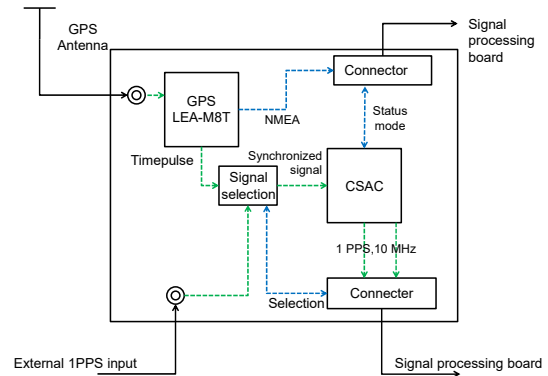 GPS
Antenna
Signal
processing
board
Connector
GPS
LEA-M8T
NMEA
Status
mode
Timepulse
Synchronized
signal
Signal
selection
CSAC
1 PPS,10 MHz
Selection
Connecter
External 1PPS input
Signal processing board